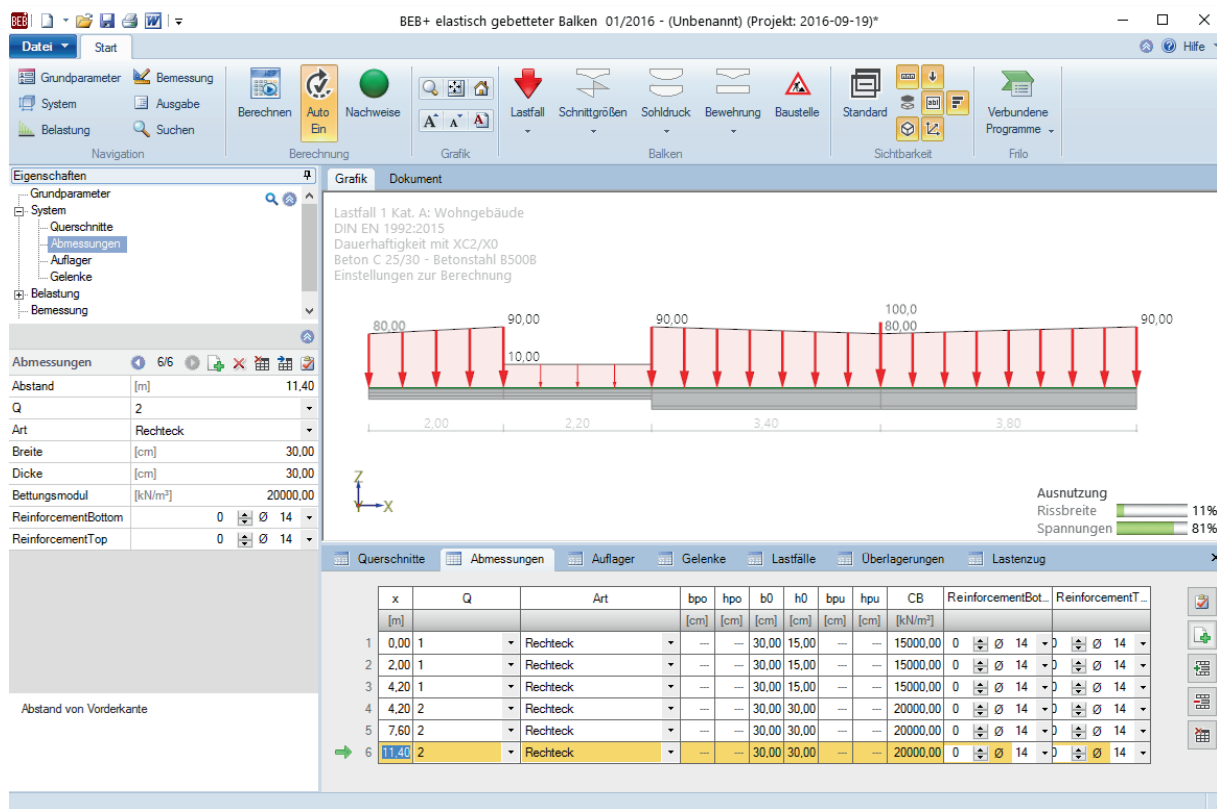 BEB
BEB+ elastisch gebetteter Balken 01/2016 - (Unbenannt) (Projekt: 2016-09-19)*
Datei Start Hilfe
Grundparameter Bemessung
System Ausgabe
Belastung Suchen
Navigation
Berechnen Auto Ein Nachweise
Berechnung
Grafik
Lastfall Schnittgrößen Sohldruck Bewehrung Baustelle
Balken
Standard
Sichtbarkeit
Verbundene Programme
Frilo
Eigenschaften
Grundparameter
System
Querschnitte
Abmessungen
Auflager
Gelenke
Belastung
Bemessung
Abmessungen 6/6
Abstand [m] 11,40
Q 2
Art Rechteck
Breite [cm] 30,00
Dicke [cm] 30,00
Bettungsmodul [kN/m³] 20000,00
ReinforcementBottom 0 Ø 14
ReinforcementTop 0 Ø 14
Abstand von Vorderkante
Grafik Dokument
Lastfall 1 Kat. A: Wohngebäude
DIN EN 1992:2015
Dauerhaftigkeit mit XC2/X0
Beton C 25/30 - Betonstahl B500B
Einstellungen zur Berechnung
100,0
80,00 90,00 90,00 80,00 90,00
10,00
2,00 2,20 3,40 3,80
Z
Y X
Ausnutzung
Rissbreite 11%
Spannungen 81%
Querschnitte Abmessungen Auflager Gelenke Lastfälle Überlagerungen Lastenzug
x Q Art bpo hpo b0 h0 bpu hpu CB ReinforcementBot... ReinforcementT...
[m] [cm] [cm] [cm] [cm] [cm] [cm] [kN/m³]
1 0,00 1 Rechteck --- --- 30,00 15,00 --- --- 15000,00 0 Ø 14 0 Ø 14
2 2,00 1 Rechteck --- --- 30,00 15,00 --- --- 15000,00 0 Ø 14 0 Ø 14
3 4,20 1 Rechteck --- --- 30,00 15,00 --- --- 15000,00 0 Ø 14 0 Ø 14
4 4,20 2 Rechteck --- --- 30,00 30,00 --- --- 20000,00 0 Ø 14 0 Ø 14
5 7,60 2 Rechteck --- --- 30,00 30,00 --- --- 20000,00 0 Ø 14 0 Ø 14
6 11,40 2 Rechteck --- --- 30,00 30,00 --- --- 20000,00 0 Ø 14 0 Ø 14